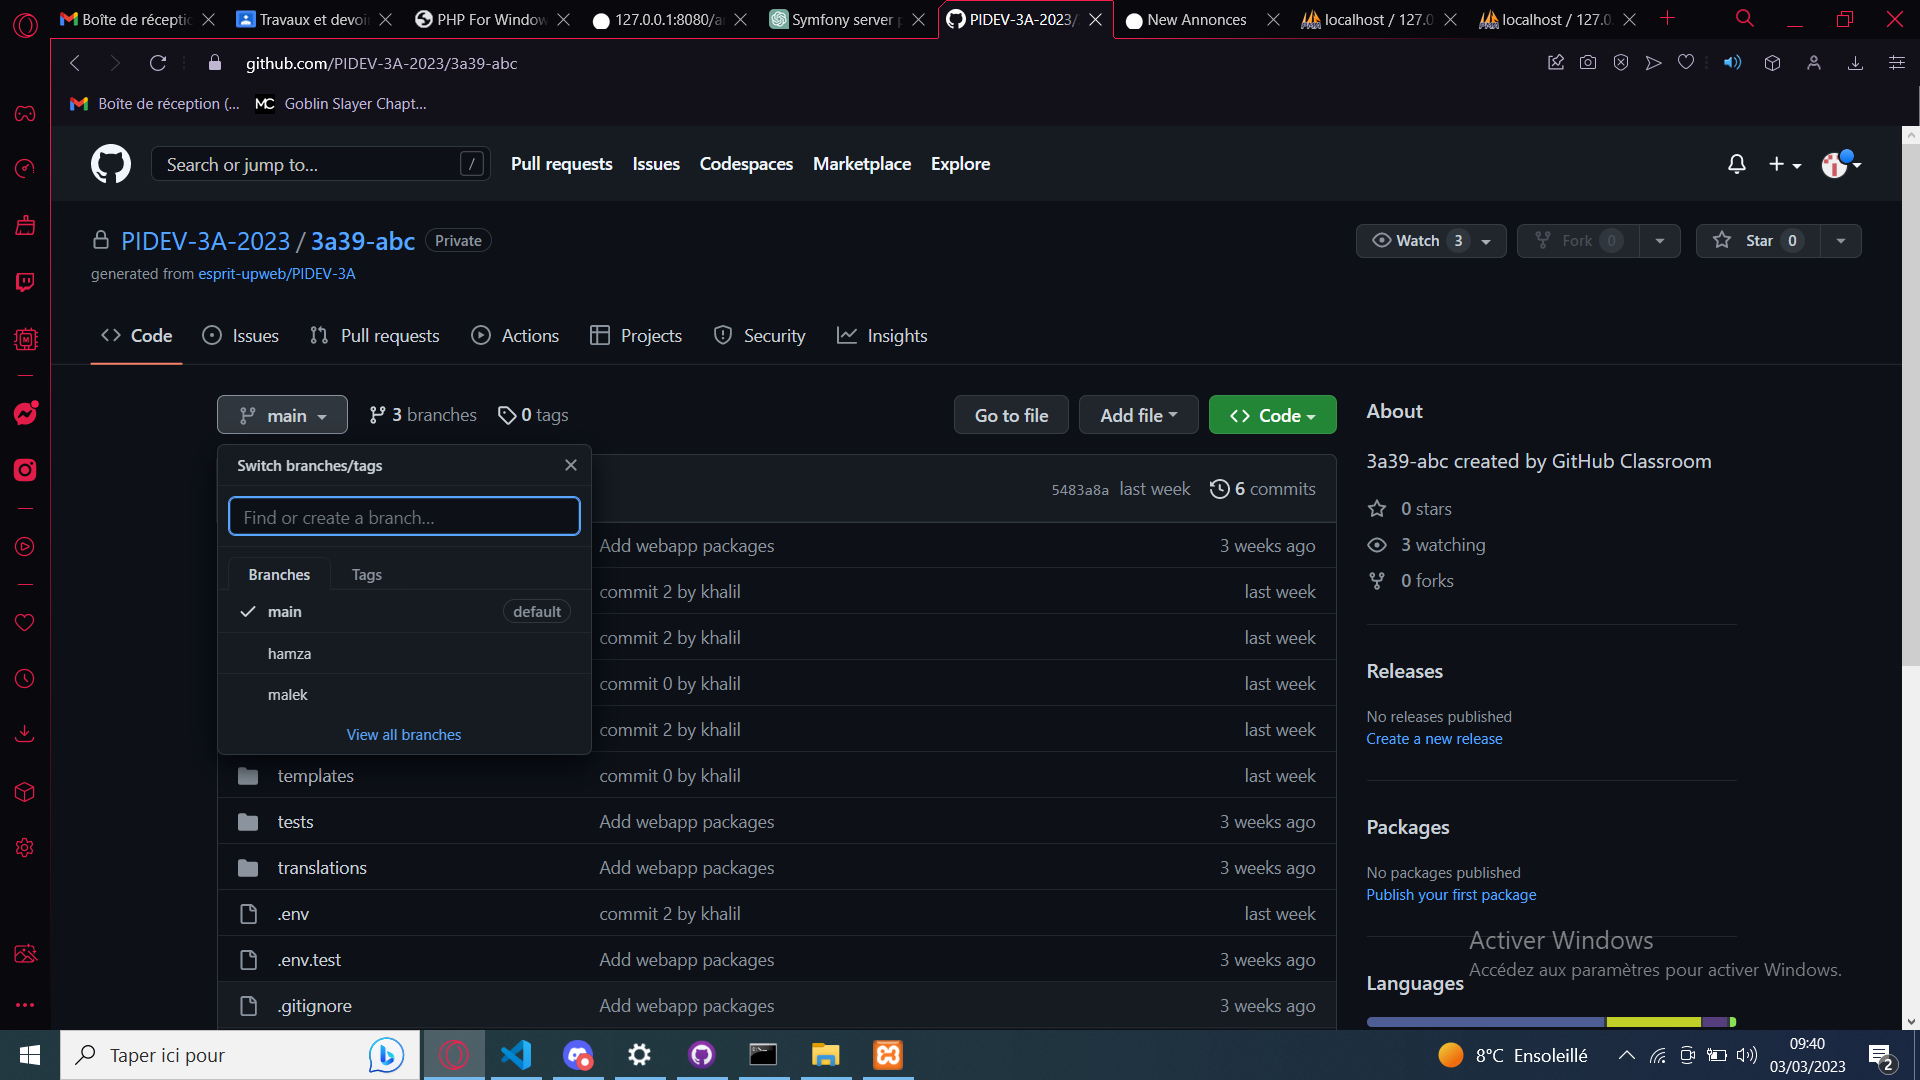 Boîte de réceptic
Travaux et devoir
PHP For Window
127.0.0.1:8080/ar
Symfony server p
PIDEV-3A-2023/
New Annonces
localhost / 127.0
localhost / 127.0.
github.com/PIDEV-3A-2023/3a39-abc
Boîte de réception (...
MC Goblin Slayer Chapt...
Search or jump to...
/
Pull requests
Issues
Codespaces
Marketplace
Explore
PIDEV-3A-2023 / 3a39-abc
Private
Watch 3
Fork 0
Star 0
generated from esprit-upweb/PIDEV-3A
Code
Issues
Pull requests
Actions
Projects
Security
Insights
main
3 branches
0 tags
Go to file
Add file
Code
Switch branches/tags
Find or create a branch...
Branches
Tags
main
default
hamza
malek
View all branches
5483a8a last week
6 commits
Add webapp packages 3 weeks ago
commit 2 by khalil last week
commit 2 by khalil last week
commit 0 by khalil last week
commit 2 by khalil last week
templates commit 0 by khalil last week
tests Add webapp packages 3 weeks ago
translations Add webapp packages 3 weeks ago
.env commit 2 by khalil last week
.env.test Add webapp packages 3 weeks ago
.gitignore Add webapp packages 3 weeks ago
About
3a39-abc created by GitHub Classroom
0 stars
3 watching
0 forks
Releases
No releases published
Create a new release
Packages
No packages published
Publish your first package
Languages
Activer Windows
Accédez aux paramètres pour activer Windows.
Taper ici pour
8°C Ensoleillé
09:40
03/03/2023
2